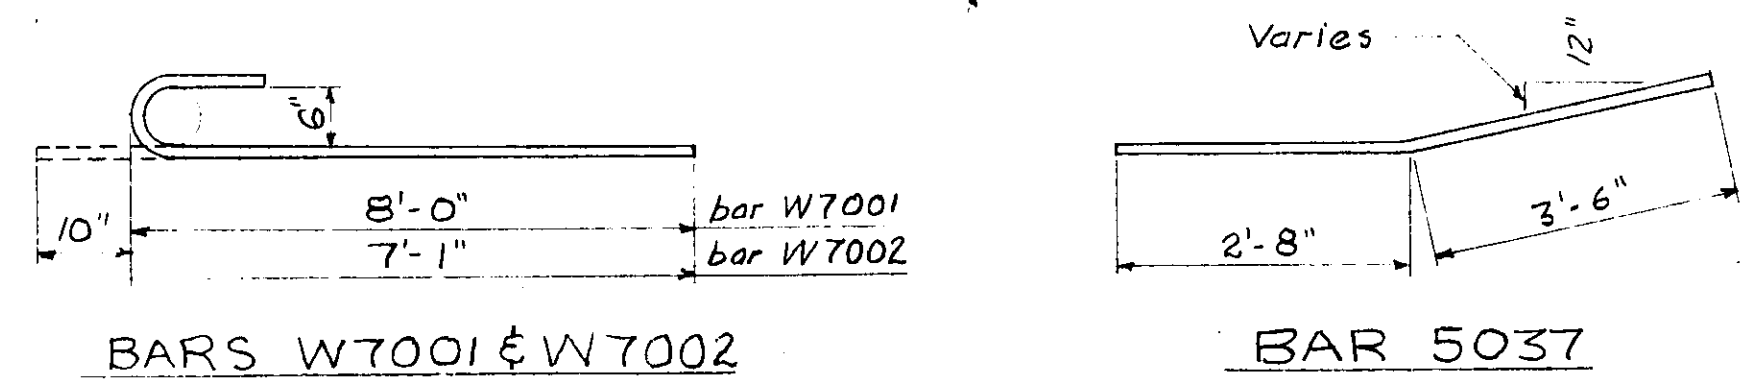 6"
10"
8'-0"
bar W7001
7'-1"
bar W7002
BARS W7001 & W7002
Varies
12"
2'-8"
3'-6"
BAR 5037